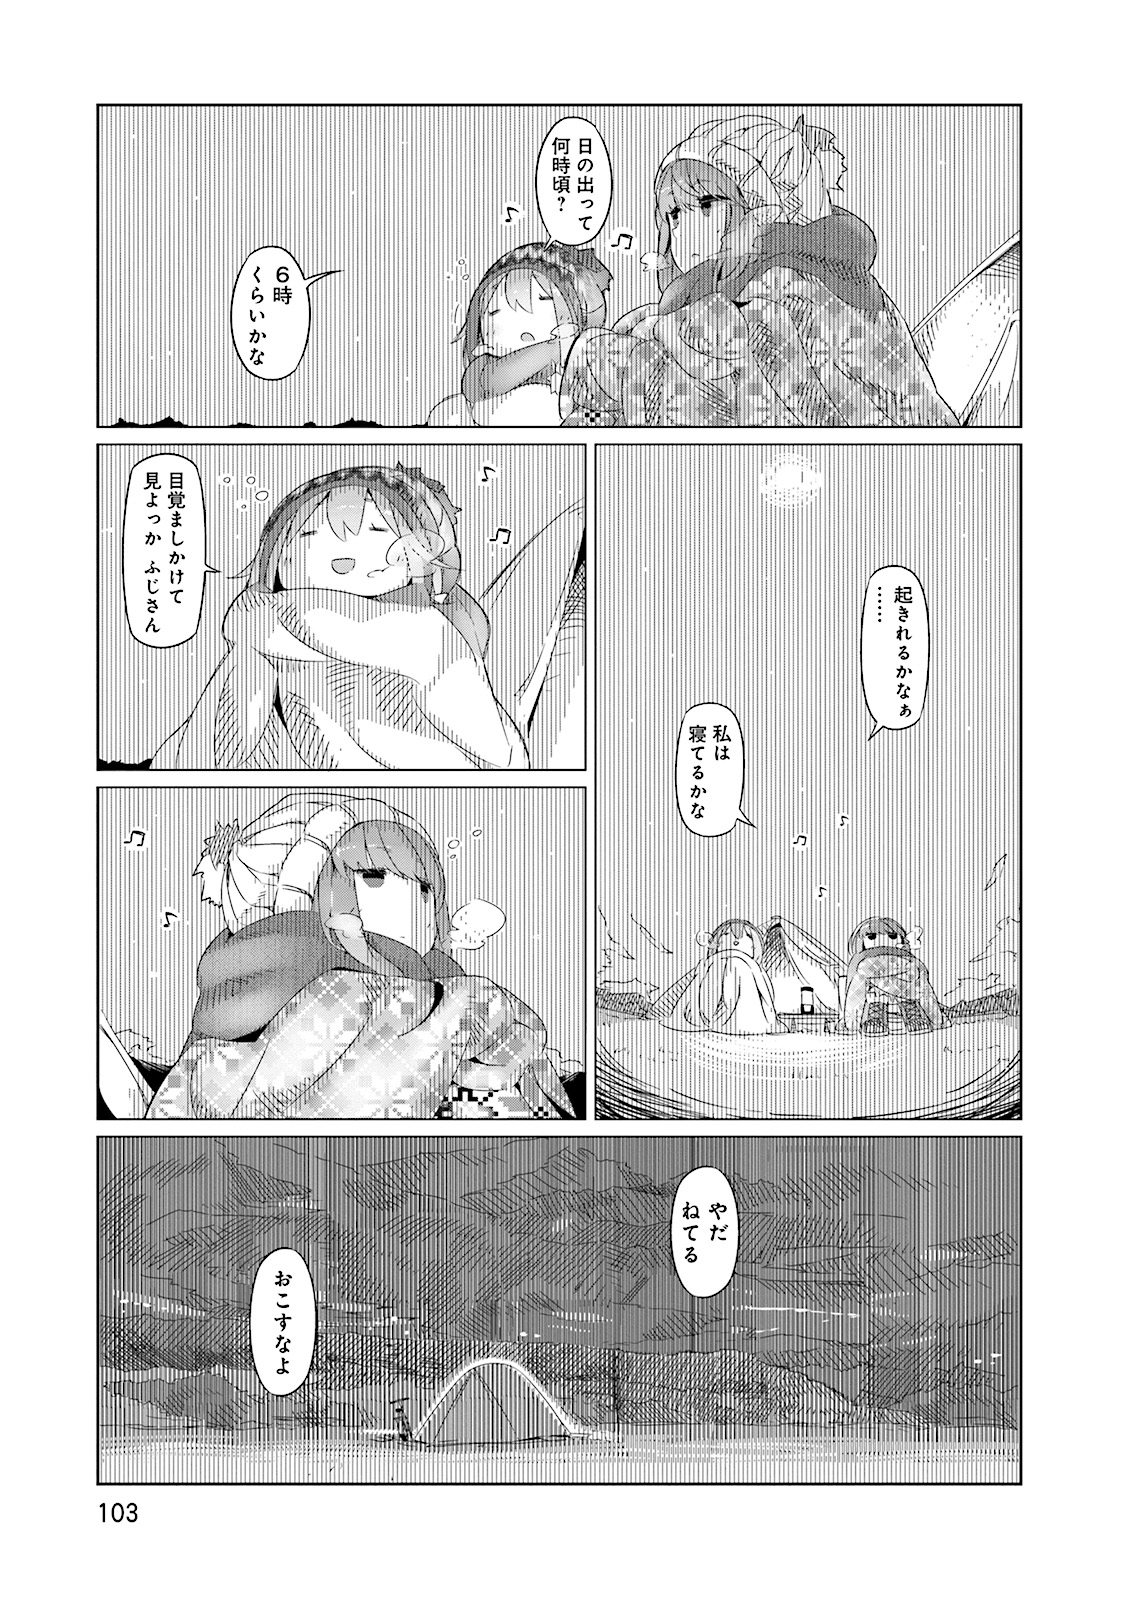 日の出って
何時頃?
6時
くらいかな
起きれるかなぁ
……
私は
寝てるかな
目覚ましかけて
見よっか ふじさん
やだ
ねてる
おこすなよ
103